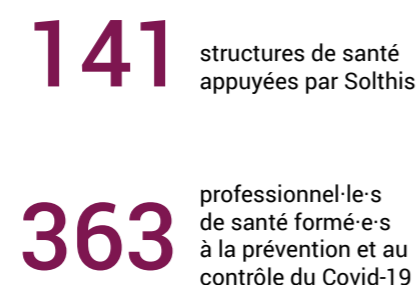 141
structures de santé
appuyées par Solthis
363
professionnel·le·s
de santé formé·e·s
à la prévention et au
contrôle du Covid-19